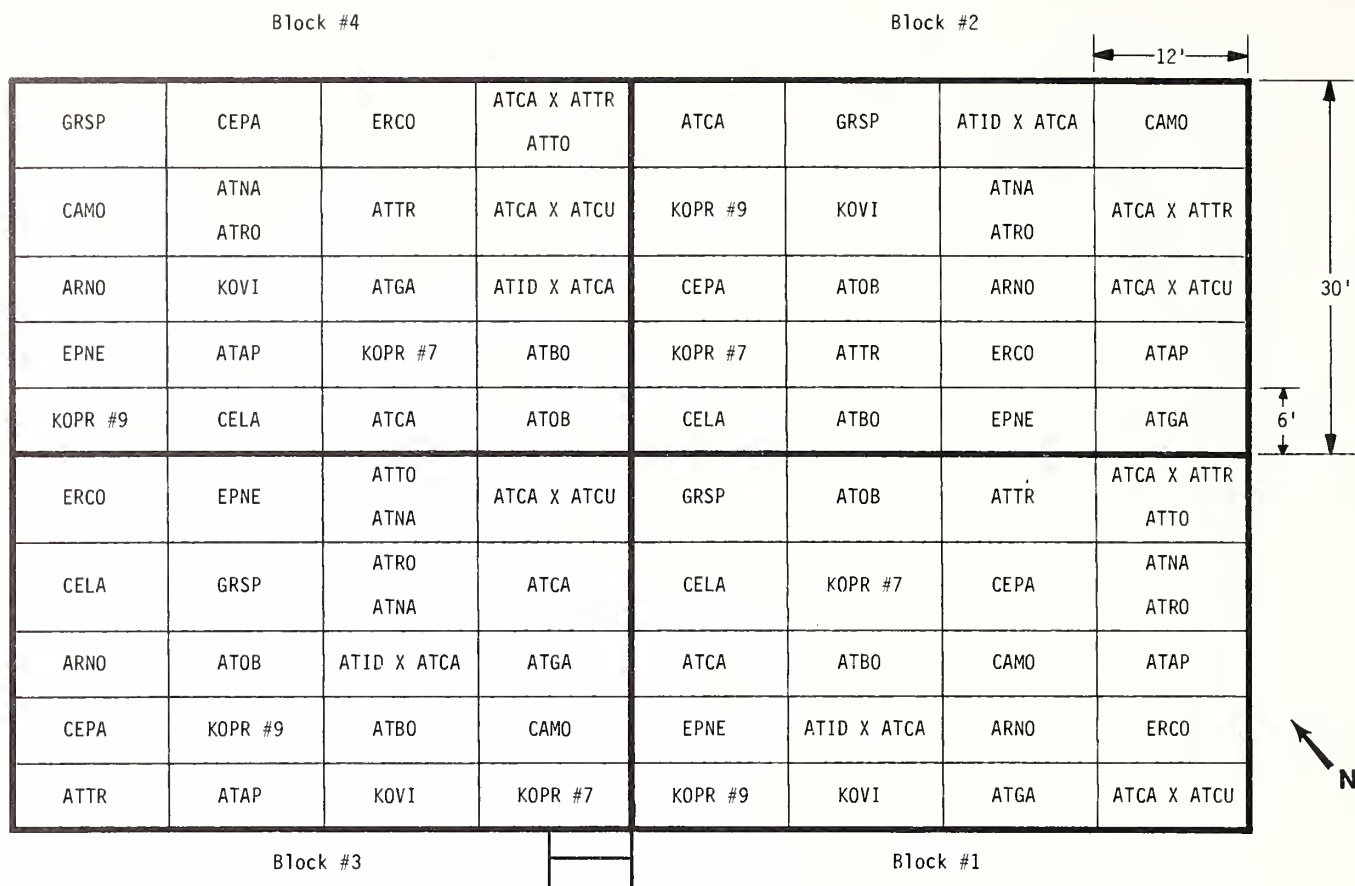 Block #4 Block #2
12'
GRSP CEPA ERCO ATCA X ATTR ATTO ATCA GRSP ATID X ATCA CAMO
CAMO ATNA ATRO ATTR ATCA X ATCU KOPR #9 KOVI ATNA ATRO ATCA X ATTR
ARNO KOVI ATGA ATID X ATCA CEPA ATOB ARNO ATCA X ATCU
30'
EPNE ATAP KOPR #7 ATBO KOPR #7 ATTR ERCO ATAP
KOPR #9 CELA ATCA ATOB CELA ATBO EPNE ATGA
6'
ERCO EPNE ATTO ATNA ATCA X ATCU GRSP ATOB ATTR ATCA X ATTR ATTO
CELA GRSP ATRO ATNA ATCA CELA KOPR #7 CEPA ATNA ATRO
ARNO ATOB ATID X ATCA ATGA ATCA ATBO CAMO ATAP
CEPA KOPR #9 ATBO CAMO EPNE ATID X ATCA ARNO ERCO
N
ATTR ATAP KOVI KOPR #7 KOPR #9 KOVI ATGA ATCA X ATCU
Block #3 Block #1